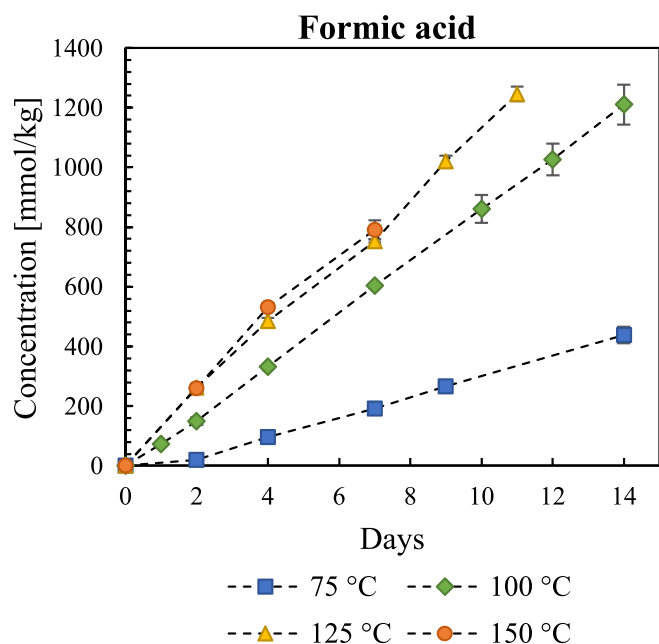 Formic acid
Concentration [mmol/kg]
1400
1200
1000
800
600
400
200
0
0 2 4 6 8 10 12 14
Days
75 °C 100 °C
125 °C 150 °C